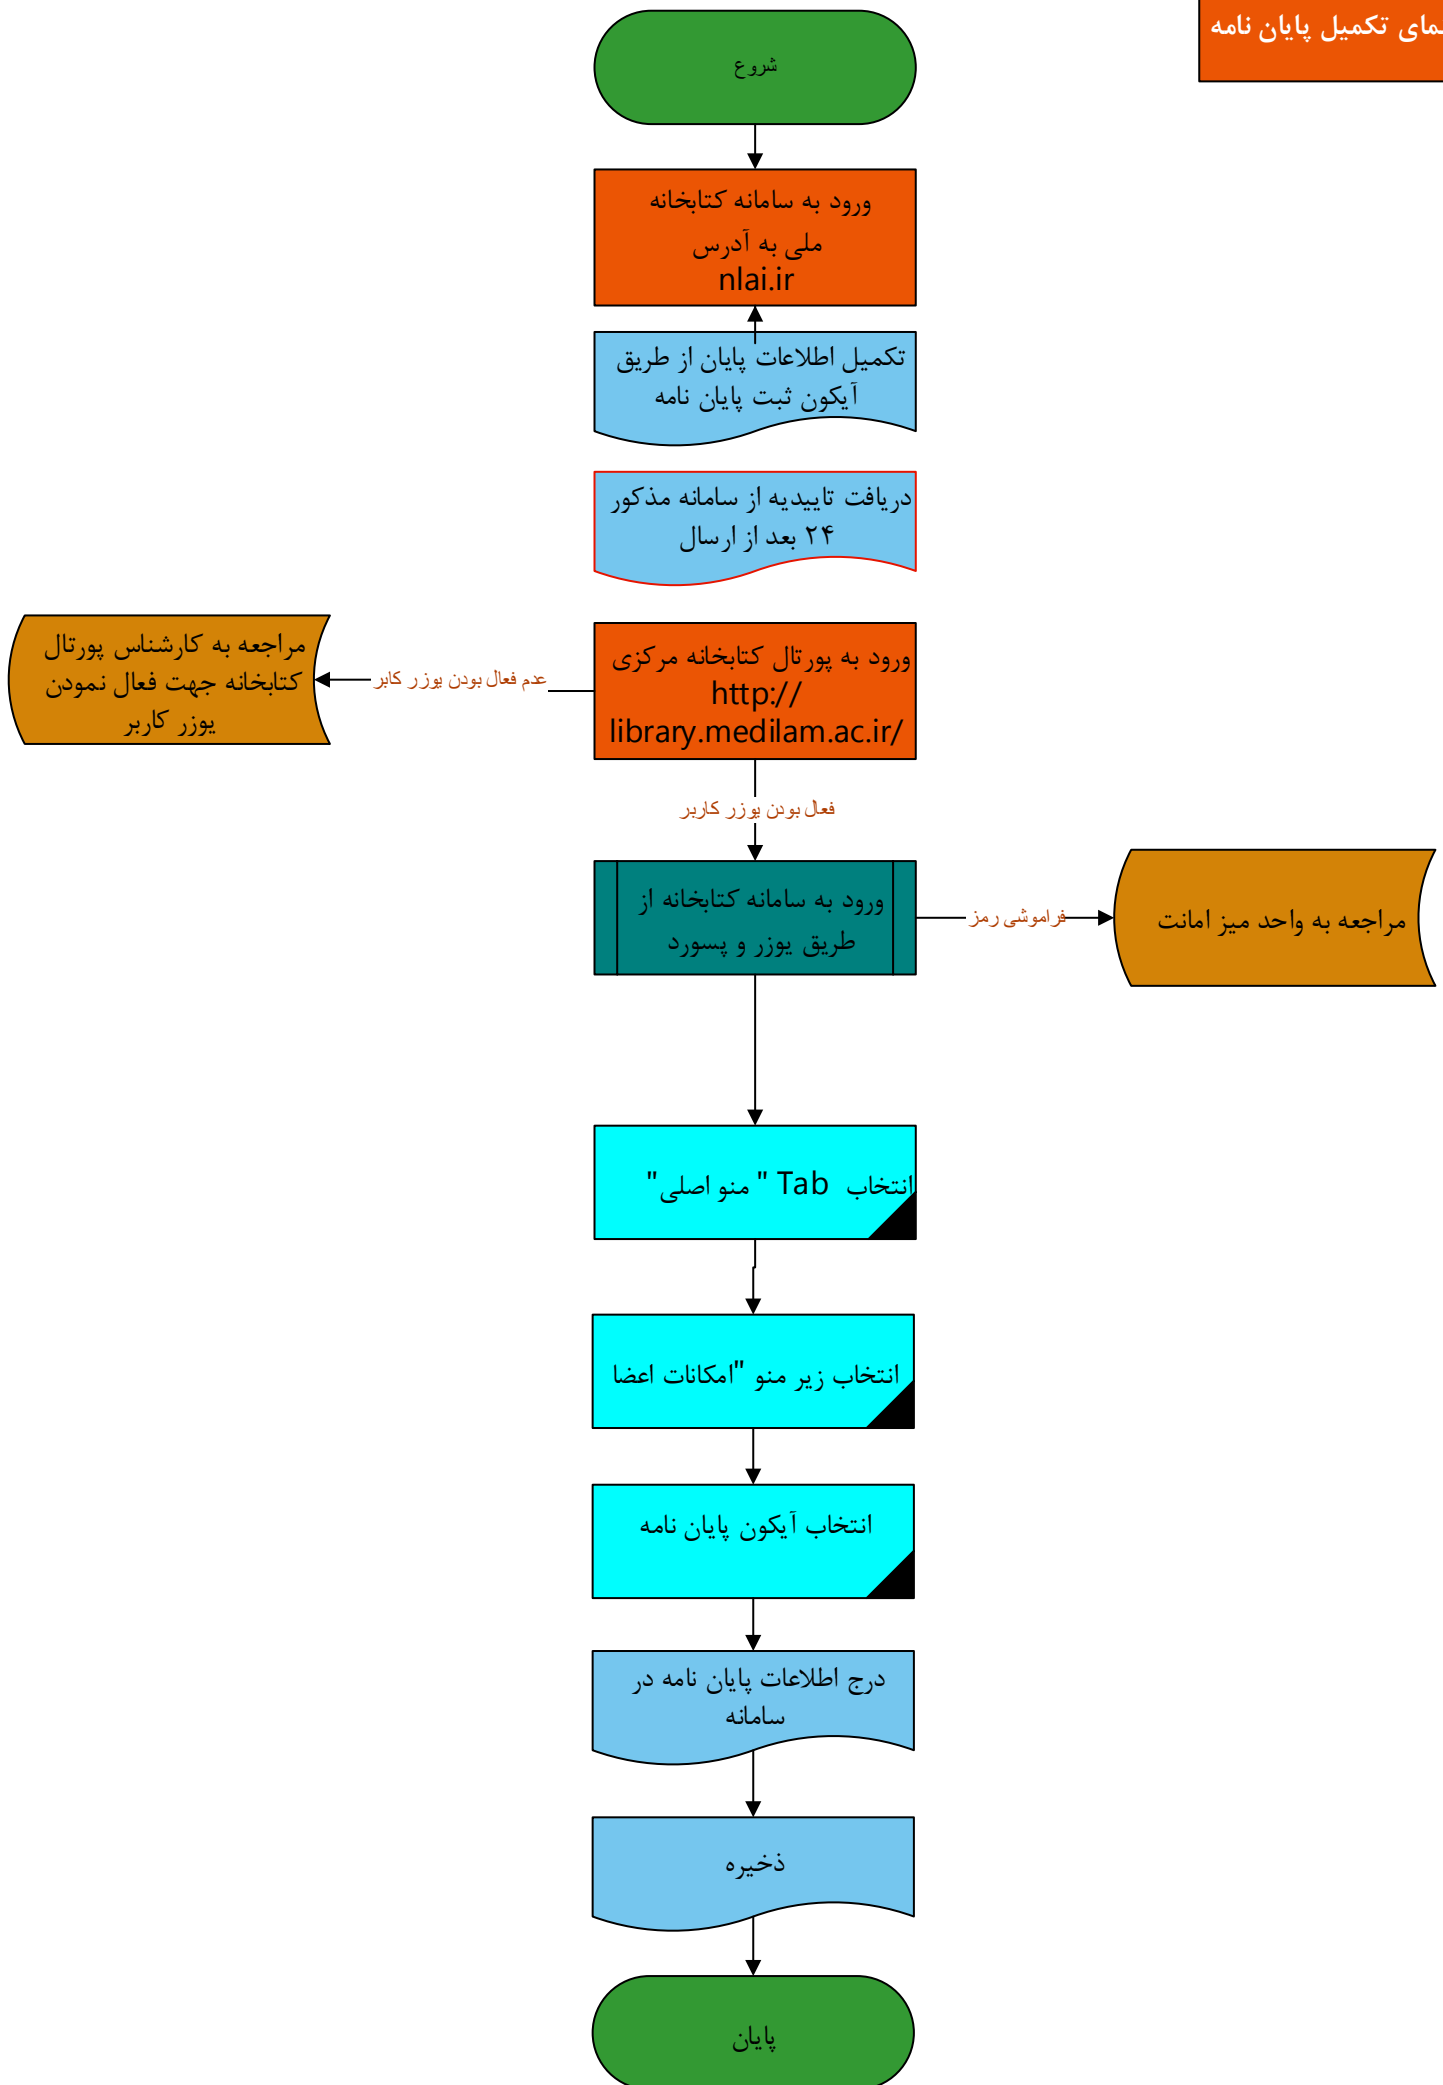 نمای تکمیل پایان نامه
شروع
ورود به سامانه کتابخانه
ملی به آدرس
nlai.ir
تکمیل اطلاعات پایان از طریق
آیکون ثبت پایان نامه
دریافت تاییدیه از سامانه مذکور
۲۴ بعد از ارسال
ورود به پورتال کتابخانه مرکزی
http://
library.medilam.ac.ir/
عدم فعال بودن یوزر کابر
مراجعه به کارشناس پورتال
کتابخانه جهت فعال نمودن
یوزر کاربر
فعال بودن یوزر کاربر
ورود به سامانه کتابخانه از
طریق یوزر و پسورد
فراموشی رمز
مراجعه به واحد میز امانت
انتخاب Tab " منو اصلی"
انتخاب زیر منو "امکانات اعضا
انتخاب آیکون پایان نامه
درج اطلاعات پایان نامه در
سامانه
ذخیره
پایان